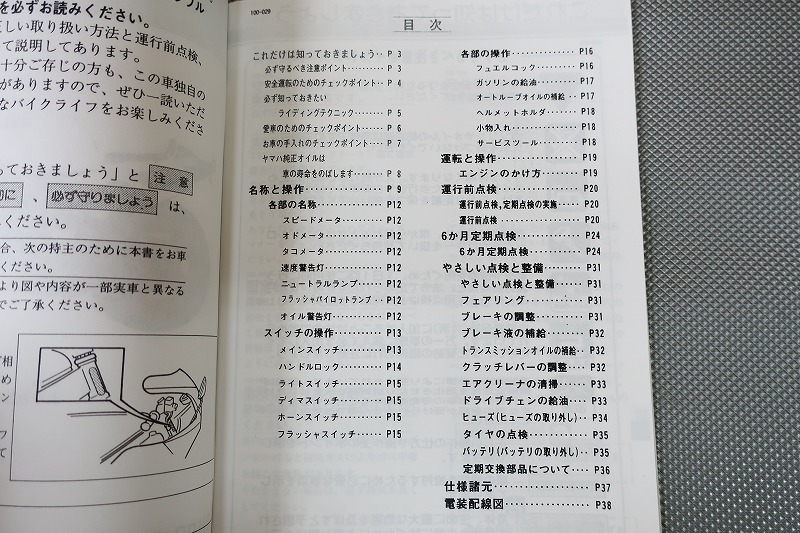 を必ずお読みください。
正しい取り扱い方法と運行前点検、
て説明してあります。
十分ご存じの方も、この車独自の
がありますので、ぜひ一読いただ
なバイクライフをお楽しみくださ
っておきましょう」と 注意
に 、 必ず守りましょう は、
ください。
合、次の持主のために本書をお車
ください。
より図や内容が一部実車と異なる
でご了承ください。
100-029
目次
これだけは知っておきましょう‥P 3
必ず守るべき注意ポイント‥‥‥P 3
安全運転のためのチェックポイント‥P 4
必ず知っておきたい
ライディングテクニック‥‥‥P 5
愛車のためのチェックポイント‥‥P 6
お車の手入れのチェックポイント‥‥P 7
ヤマハ純正オイルは
車の寿命をのばします‥‥‥P 8
名称と操作‥‥‥‥‥‥P 9
各部の名称‥‥‥‥‥‥P12
スピードメータ‥‥‥‥‥P12
オドメータ‥‥‥‥‥‥P12
タコメータ‥‥‥‥‥‥P12
速度警告灯‥‥‥‥‥‥P12
ニュートラルランプ‥‥‥P12
フラッシャパイロットランプ‥‥P12
オイル警告灯‥‥‥‥‥P12
スイッチの操作‥‥‥‥‥P13
メインスイッチ‥‥‥‥‥P13
ハンドルロック‥‥‥‥‥P14
ライトスイッチ‥‥‥‥‥P15
ディマスイッチ‥‥‥‥‥P15
ホーンスイッチ‥‥‥‥‥P15
フラッシャスイッチ‥‥‥P15
各部の操作‥‥‥‥‥‥P16
フュエルコック‥‥‥‥‥P16
ガソリンの給油‥‥‥‥‥P17
オートループオイルの補給‥‥P17
ヘルメットホルダ‥‥‥‥P18
小物入れ‥‥‥‥‥‥‥P18
サービスツール‥‥‥‥‥P18
運転と操作‥‥‥‥‥‥P19
エンジンのかけ方‥‥‥‥P19
運行前点検‥‥‥‥‥‥P20
運行前点検,定期点検の実施‥‥‥P20
運行前点検‥‥‥‥‥‥P20
6か月定期点検‥‥‥‥‥P24
6か月定期点検‥‥‥‥‥P24
やさしい点検と整備‥‥‥P31
やさしい点検と整備‥‥‥P31
フェアリング‥‥‥‥‥‥P31
ブレーキの調整‥‥‥‥‥P31
ブレーキ液の補給‥‥‥‥P32
トランスミッションオイルの補給‥P32
クラッチレバーの調整‥‥P32
エアクリーナの清掃‥‥‥P33
ドライブチェンの給油‥‥P33
ヒューズ(ヒューズの取り外し)‥P34
タイヤの点検‥‥‥‥‥‥P35
バッテリ(バッテリの取り外し)‥‥P35
定期交換部品について‥‥P36
仕様諸元‥‥‥‥‥‥‥P37
電装配線図‥‥‥‥‥‥P38